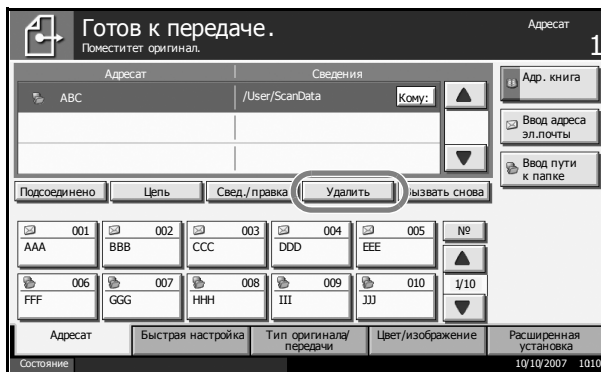 Готов к передаче.
Поместитет оригинал.
Адресат
1
Адресат
Сведения
ABC
/User/ScanData
Кому:
Адр. книга
Ввод адреса
эл.почты
Ввод пути
к папке
Подсоединено
Цепь
Свед./правка
Удалить
Вызвать снова
001
AAA
002
BBB
003
CCC
004
DDD
005
EEE
№
006
FFF
007
GGG
008
HHH
009
III
010
JJJ
1/10
Адресат
Быстрая настройка
Тип оригинала/
передачи
Цвет/изображение
Расширенная
установка
Состояние
10/10/2007 1010